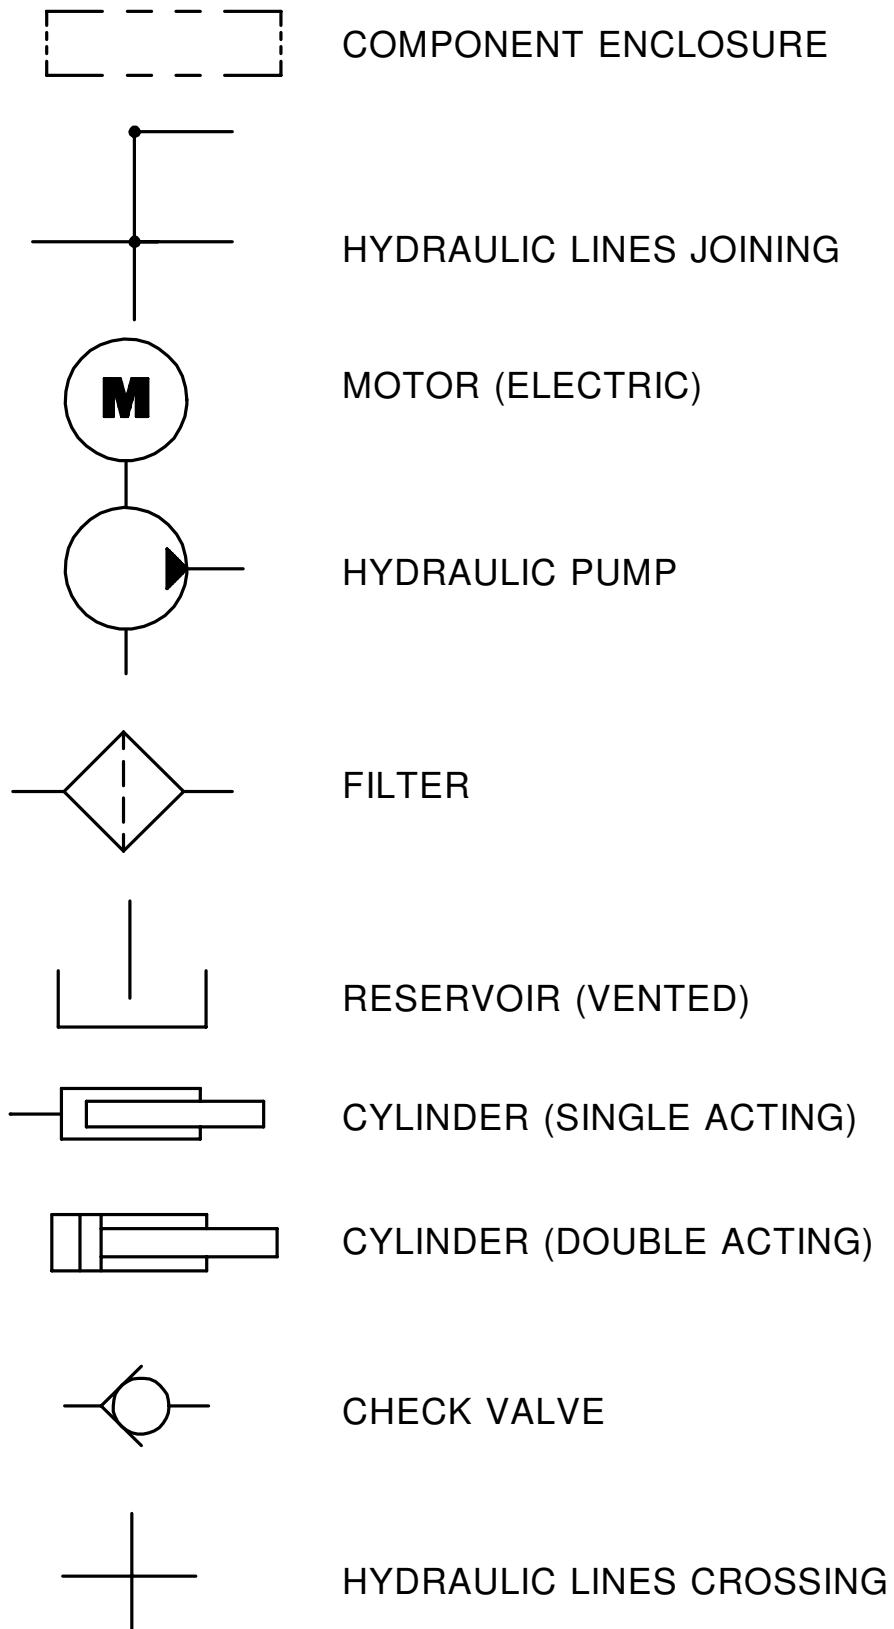 COMPONENT ENCLOSURE
HYDRAULIC LINES JOINING
M
MOTOR (ELECTRIC)
HYDRAULIC PUMP
FILTER
RESERVOIR (VENTED)
CYLINDER (SINGLE ACTING)
CYLINDER (DOUBLE ACTING)
CHECK VALVE
HYDRAULIC LINES CROSSING